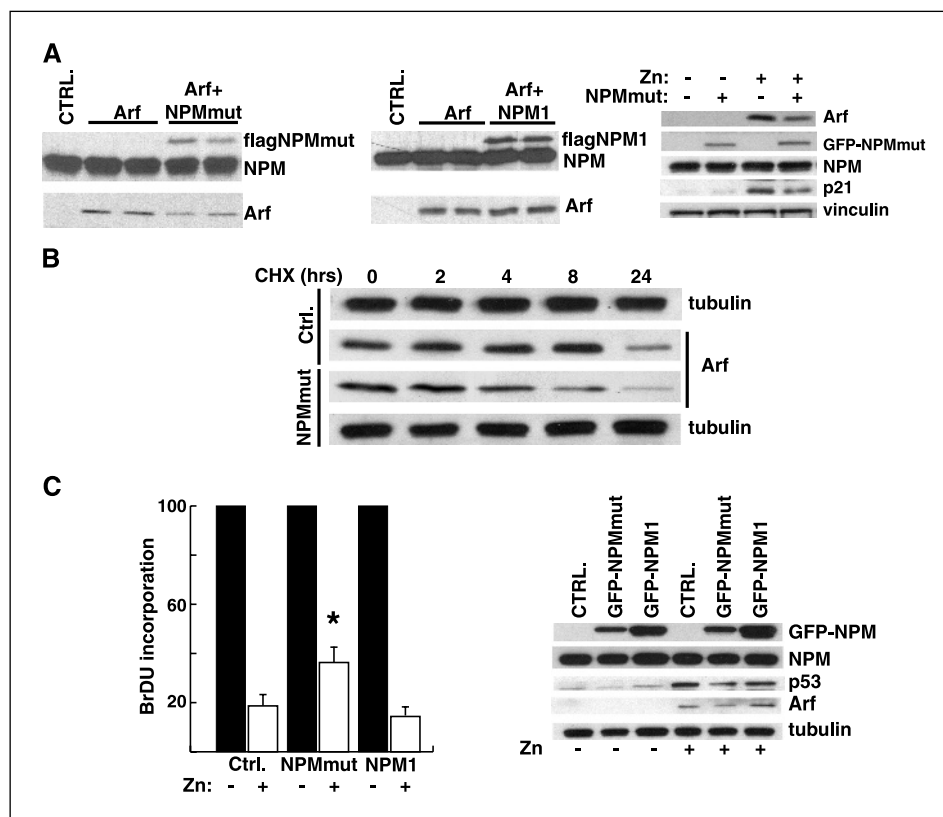 A
CTRL.
Arf
Arf+
NPMmut
flagNPMmut
NPM
Arf
CTRL.
Arf
Arf+
NPM1
flagNPM1
NPM
Arf
Zn: - - + +
NPMmut: - + - +
Arf
GFP-NPMmut
NPM
p21
vinculin
B
CHX (hrs) 0 2 4 8 24
Ctrl.
NPMmut
tubulin
Arf
tubulin
C
BrDU incorporation
100
60
20
*
Ctrl. NPMmut NPM1
Zn: - + - + - +
CTRL.
GFP-NPMmut
GFP-NPM1
CTRL.
GFP-NPMmut
GFP-NPM1
GFP-NPM
NPM
p53
Arf
tubulin
Zn - - - + + +